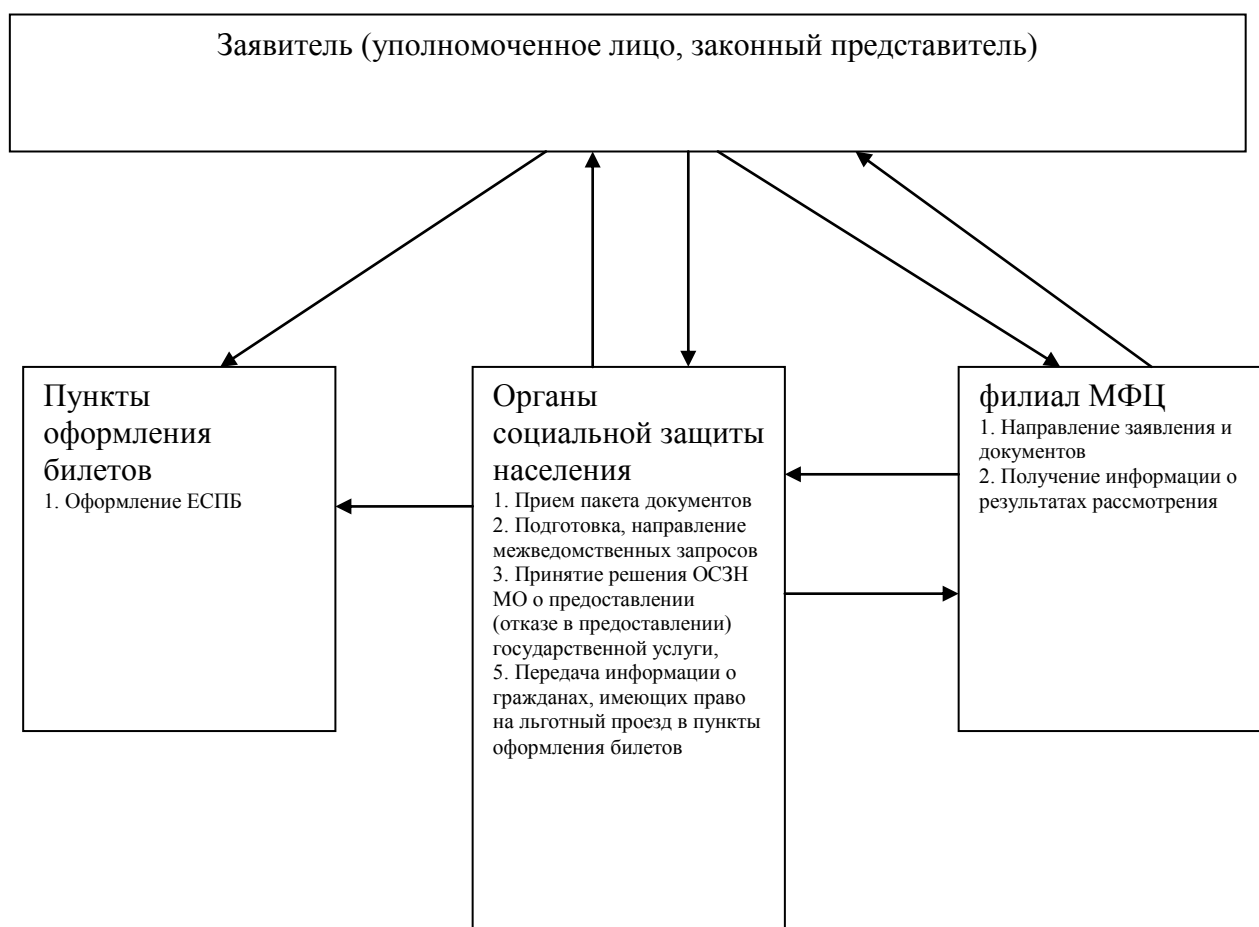 Заявитель (уполномоченное лицо, законный представитель)
Пункты
оформления
билетов
1. Оформление ЕСПБ
Органы
социальной защиты
населения
1. Прием пакета документов
2. Подготовка, направление
межведомственных запросов
3. Принятие решения ОСЗН
МО о предоставлении
(отказе в предоставлении)
государственной услуги,
5. Передача информации о
гражданах, имеющих право
на льготный проезд в пункты
оформления билетов
филиал МФЦ
1. Направление заявления и
документов
2. Получение информации о
результатах рассмотрения